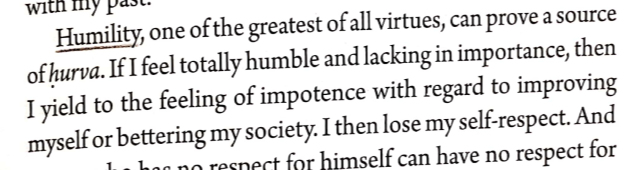 with my past.
Humility, one of the greatest of all virtues, can prove a source
of ḥurva. If I feel totally humble and lacking in importance, then
I yield to the feeling of impotence with regard to improving
myself or bettering my society. I then lose my self-respect. And
has no respect for himself can have no respect for